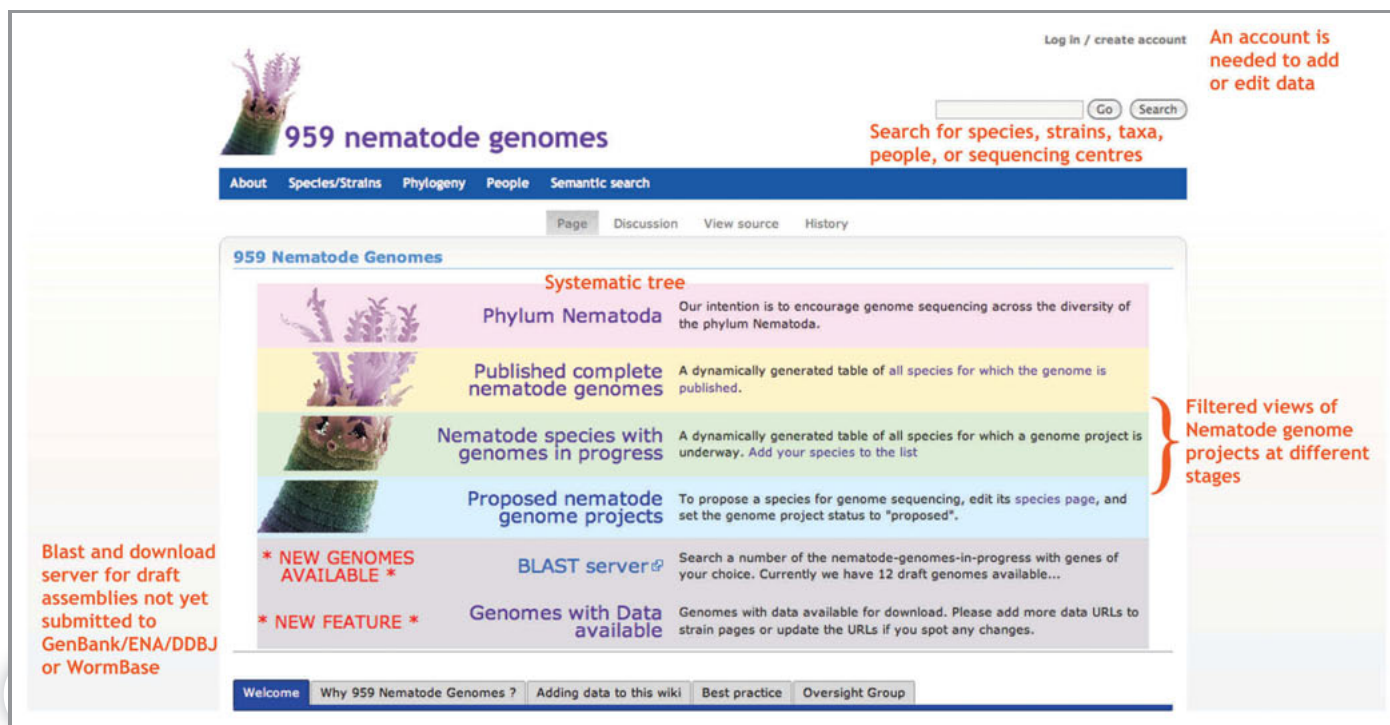 Log in / create account
An account is
needed to add
or edit data
Go Search
959 nematode genomes
Search for species, strains, taxa,
people, or sequencing centres
About Species/Strains Phylogeny People Semantic search
Page Discussion View source History
959 Nematode Genomes
Systematic tree
Phylum Nematoda
Our intention is to encourage genome sequencing across the diversity of
the phylum Nematoda.
Published complete
nematode genomes
A dynamically generated table of all species for which the genome is
published.
Nematode species with
genomes in progress
A dynamically generated table of all species for which a genome project is
underway. Add your species to the list
Filtered views of
Nematode genome
projects at different
stages
Proposed nematode
genome projects
To propose a species for genome sequencing, edit its species page, and
set the genome project status to "proposed".
Blast and download
server for draft
assemblies not yet
submitted to
GenBank/ENA/DDBJ
or WormBase
* NEW GENOMES
AVAILABLE *
BLAST server
Search a number of the nematode-genomes-in-progress with genes of
your choice. Currently we have 12 draft genomes available...
* NEW FEATURE *
Genomes with Data
available
Genomes with data available for download. Please add more data URLs to
strain pages or update the URLs if you spot any changes.
Welcome Why 959 Nematode Genomes ? Adding data to this wiki Best practice Oversight Group